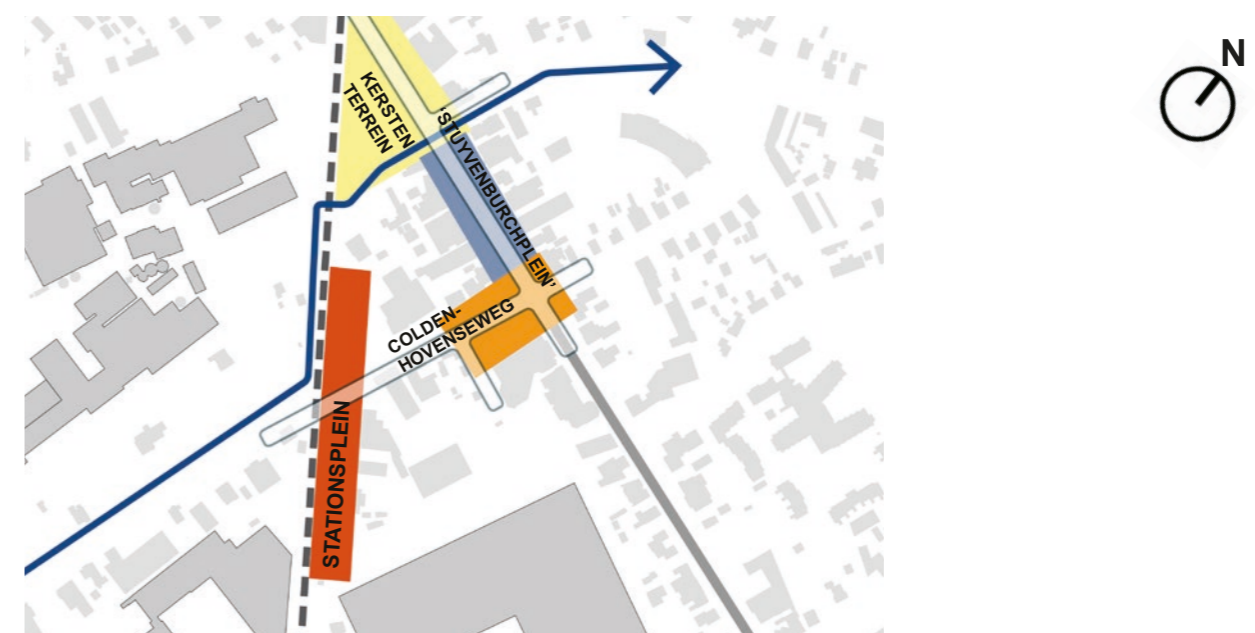 N
KERSTEN
TERREIN
'STUYVENBURCHPLEIN'
COLDEN-
HOVENSEWEG
STATIONSPLEIN